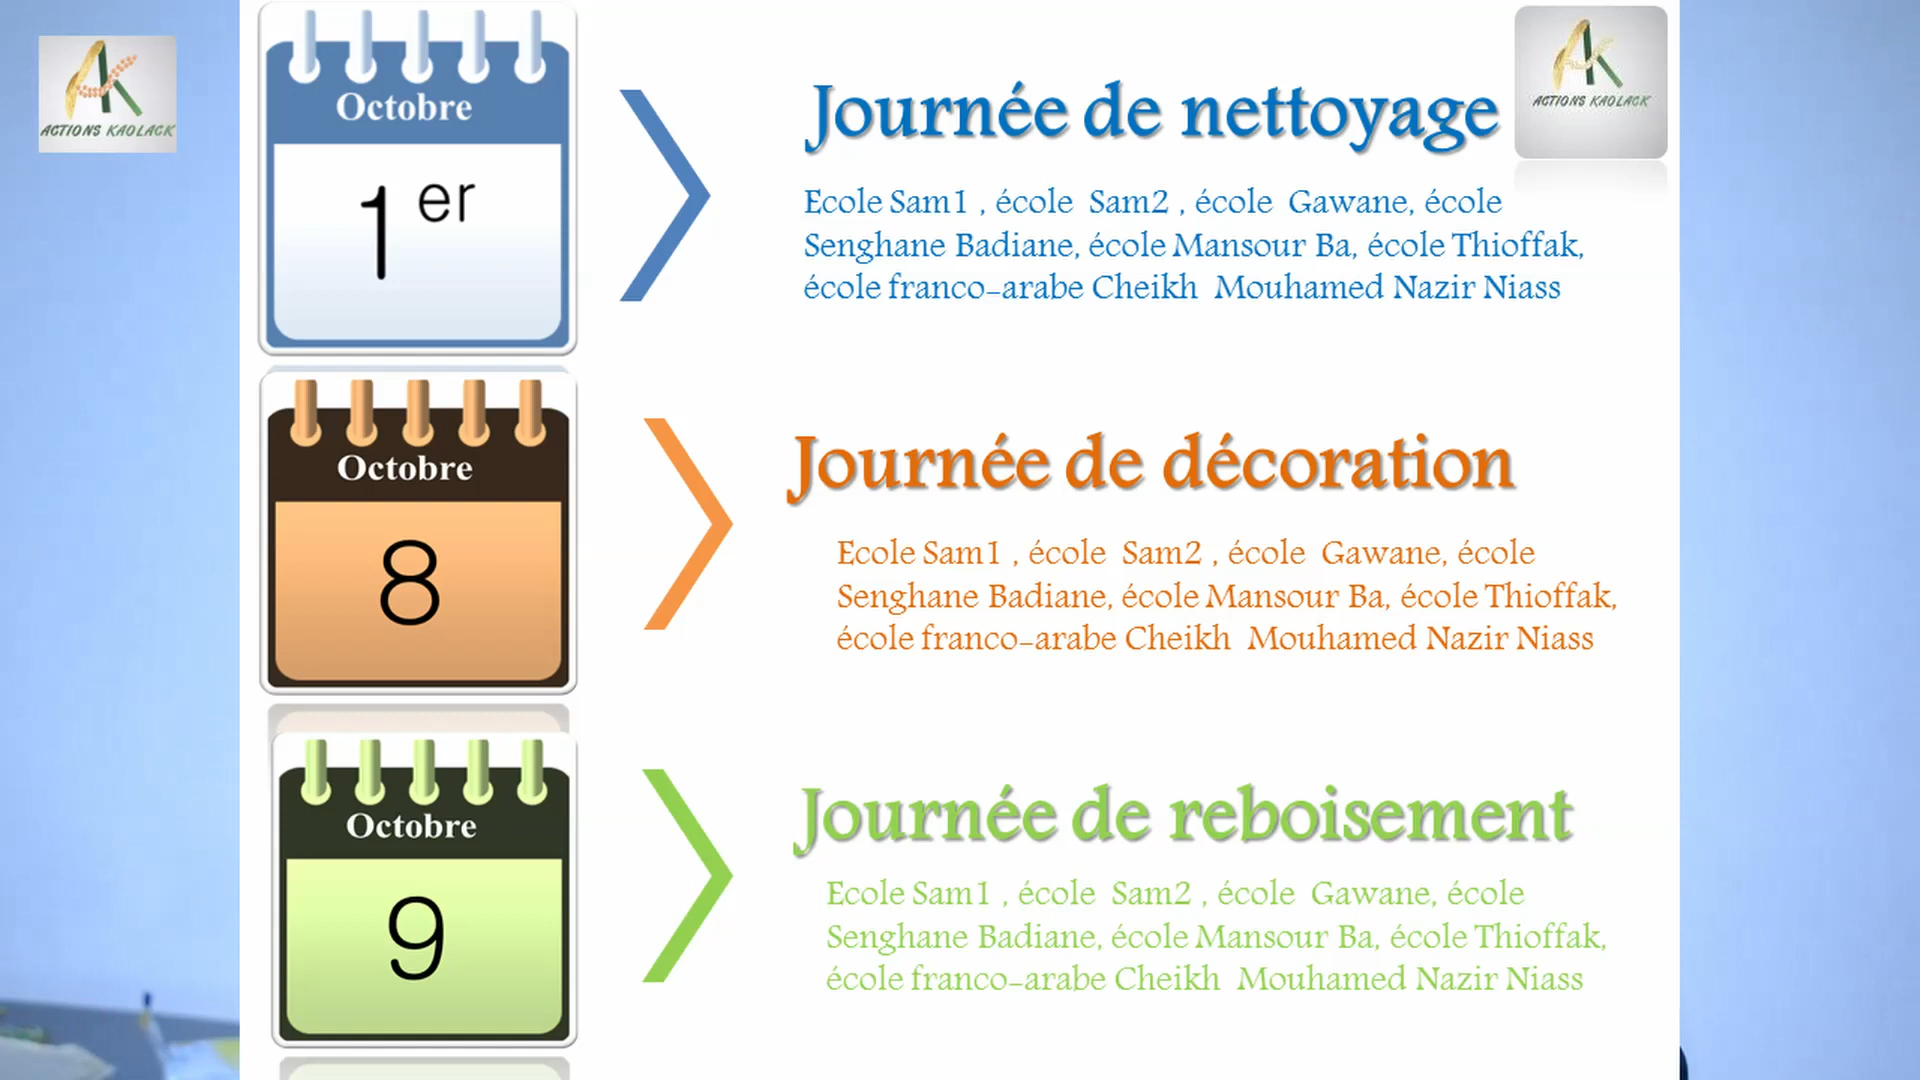 ACTIONS KAOLACK
Octobre
1er
Journée de nettoyage
ACTIONS KAOLACK
Ecole Sam1 , école Sam2 , école Gawane, école
Senghane Badiane, école Mansour Ba, école Thioffak,
école franco-arabe Cheikh Mouhamed Nazir Niass
Octobre
8
Journée de décoration
Ecole Sam1 , école Sam2 , école Gawane, école
Senghane Badiane, école Mansour Ba, école Thioffak,
école franco-arabe Cheikh Mouhamed Nazir Niass
Octobre
9
Journée de reboisement
Ecole Sam1 , école Sam2 , école Gawane, école
Senghane Badiane, école Mansour Ba, école Thioffak,
école franco-arabe Cheikh Mouhamed Nazir Niass